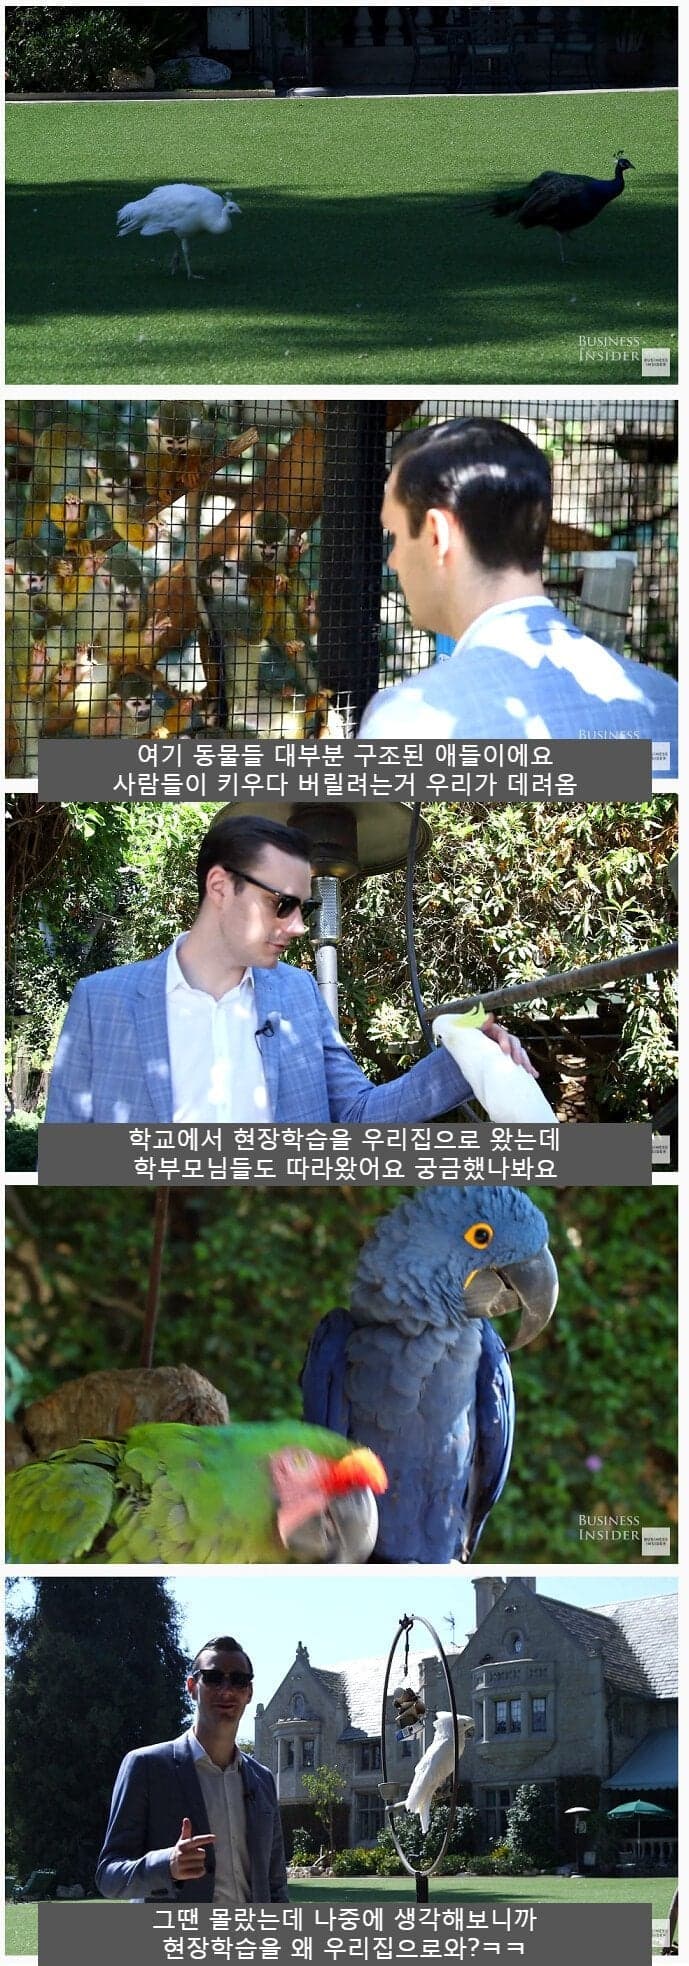 BUSINESS
INSIDER
BUSINESS
INSIDER
BUSINESS
여기 동물들 대부분 구조된 애들이에요
사람들이 키우다 버릴려는거 우리가 데려옴
학교에서 현장학습을 우리집으로 왔는데
학부모님들도 따라왔어요 궁금했나봐요
BUSINESS
INSIDER
BUSINESS
INSIDER
그땐 몰랐는데 나중에 생각해보니까
현장학습을 왜 우리집으로와?ㅋㅋ